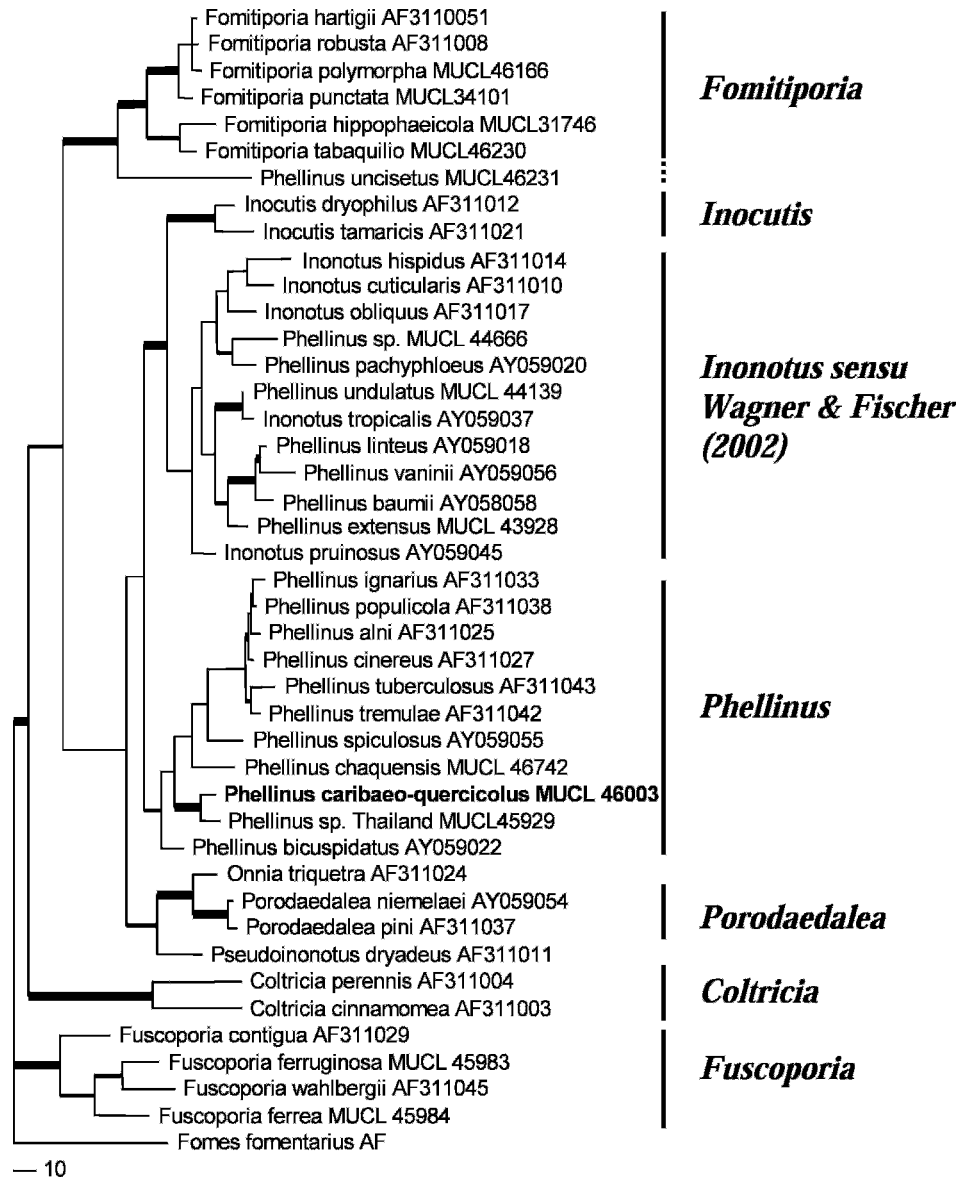 Fomitiporia hartigii AF3110051
Fomitiporia robusta AF311008
Fomitiporia polymorpha MUCL46166
Fomitiporia punctata MUCL34101
Fomitiporia hippophaeicola MUCL31746
Fomitiporia tabaquilio MUCL46230
Phellinus uncisetus MUCL46231
Fomitiporia
Inocutis dryophilus AF311012
Inocutis tamaricis AF311021
Inocutis
Inonotus hispidus AF311014
Inonotus cuticularis AF311010
Inonotus obliquus AF311017
Phellinus sp. MUCL 44666
Phellinus pachyphloeus AY059020
Phellinus undulatus MUCL 44139
Inonotus tropicalis AY059037
Phellinus linteus AY059018
Phellinus vaninii AY059056
Phellinus baumii AY058058
Phellinus extensus MUCL 43928
Inonotus pruinosus AY059045
Inonotus sensu
Wagner & Fischer
(2002)
Phellinus ignarius AF311033
Phellinus populicola AF311038
Phellinus alni AF311025
Phellinus cinereus AF311027
Phellinus tuberculosus AF311043
Phellinus tremulae AF311042
Phellinus spiculosus AY059055
Phellinus chaquensis MUCL 46742
Phellinus caribaeo-quercicolus MUCL 46003
Phellinus sp. Thailand MUCL45929
Phellinus bicuspidatus AY059022
Phellinus
Onnia triquetra AF311024
Porodaedalea niemelaei AY059054
Porodaedalea pini AF311037
Pseudoinonotus dryadeus AF311011
Porodaedalea
Coltricia perennis AF311004
Coltricia cinnamomea AF311003
Coltricia
Fuscoporia contigua AF311029
Fuscoporia ferruginosa MUCL 45983
Fuscoporia wahlbergii AF311045
Fuscoporia ferrea MUCL 45984
Fuscoporia
Fomes fomentarius AF
10